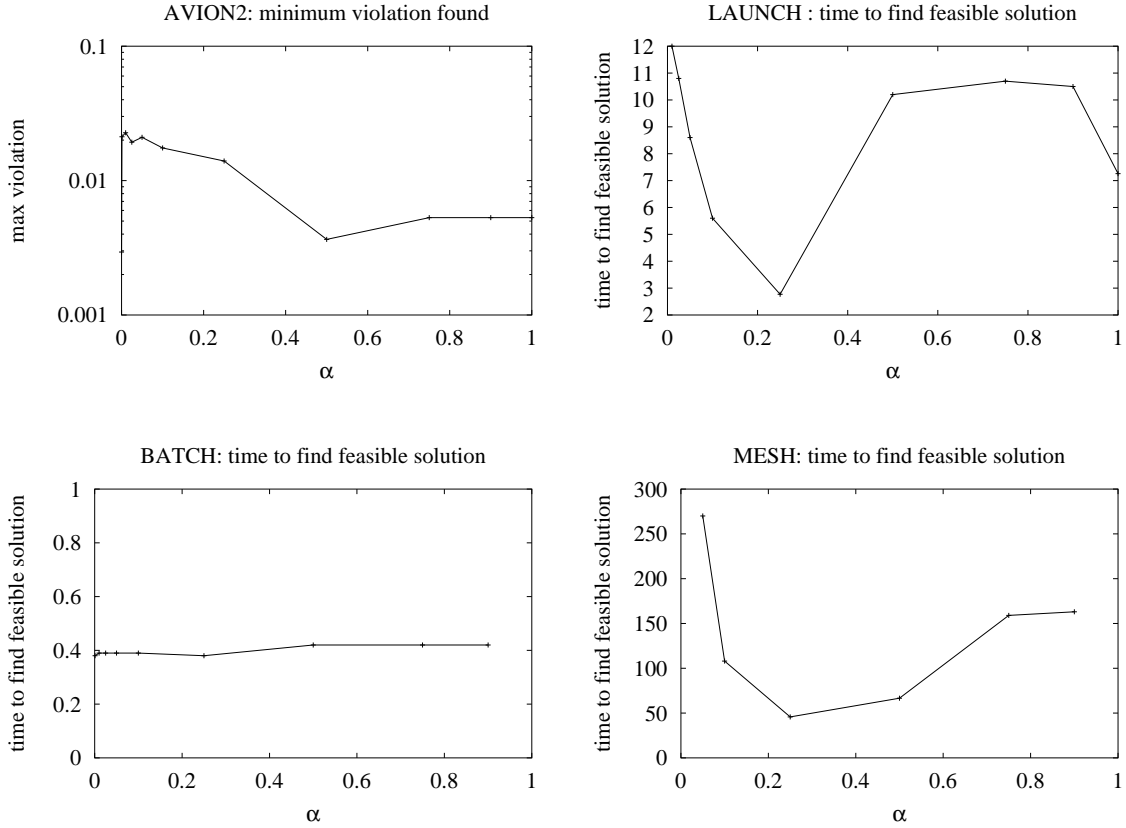 AVION2: minimum violation found
max violation
0.1
0.01
0.001
0 0.2 0.4 0.6 0.8 1
α
LAUNCH : time to find feasible solution
time to find feasible solution
12
11
10
9
8
7
6
5
4
3
2
0 0.2 0.4 0.6 0.8 1
α
BATCH: time to find feasible solution
time to find feasible solution
1
0.8
0.6
0.4
0.2
0
0 0.2 0.4 0.6 0.8 1
α
MESH: time to find feasible solution
time to find feasible solution
300
250
200
150
100
50
0
0 0.2 0.4 0.6 0.8 1
α